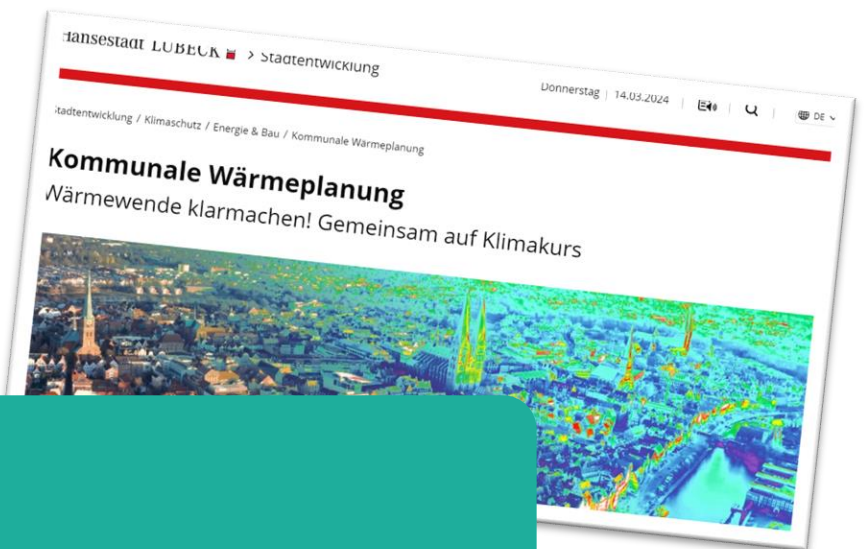 Hansestadt LÜBECK > Stadtentwicklung
Donnerstag | 14.03.2024 | DE
Stadtentwicklung / Klimaschutz / Energie & Bau / Kommunale Wärmeplanung
Kommunale Wärmeplanung
Wärmewende klarmachen! Gemeinsam auf Klimakurs